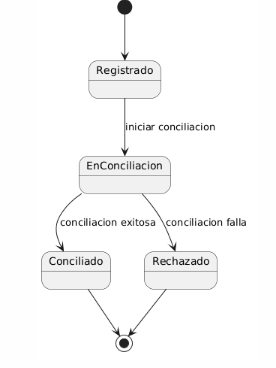 Registrado
iniciar conciliacion
EnConciliacion
conciliacion exitosa
conciliacion falla
Conciliado
Rechazado